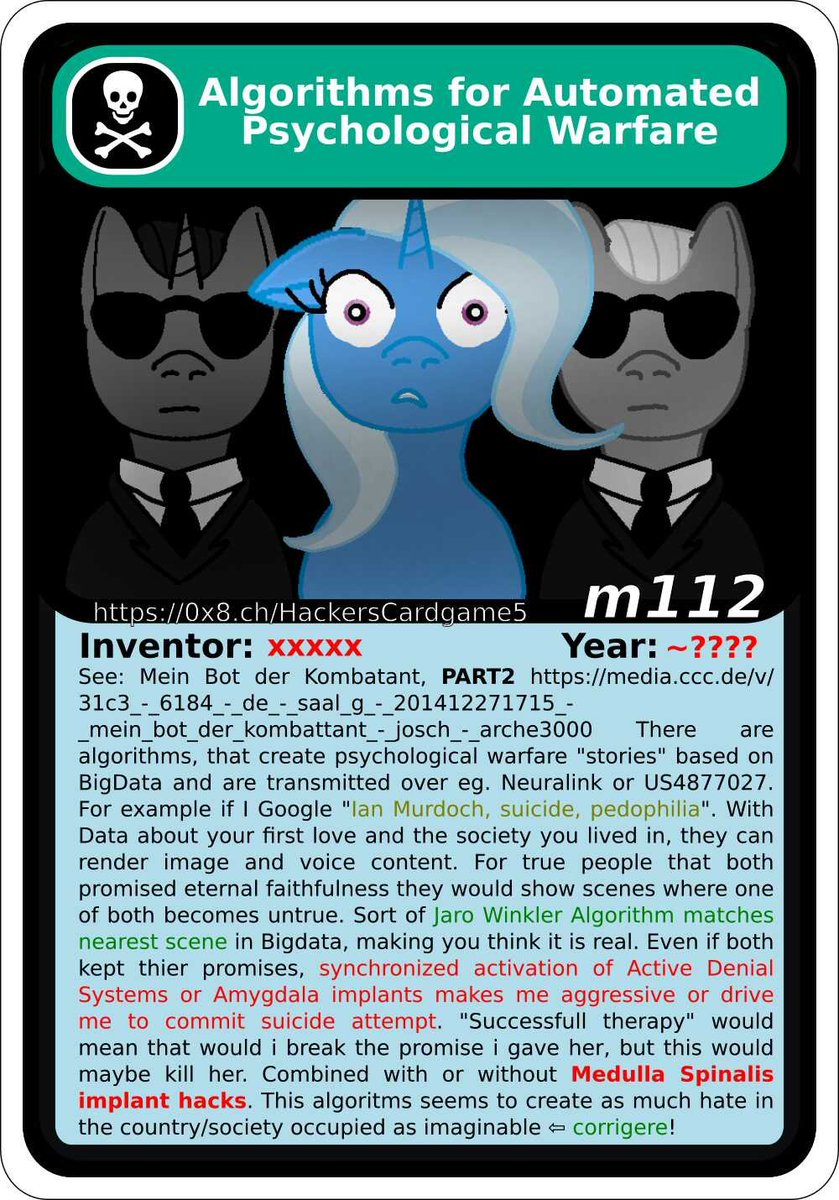 Algorithms for Automated
Psychological Warfare
https://0x8.ch/HackersCardgame5
m112
Inventor: xxxxx Year: ~????
See: Mein Bot der Kombatant, PART2 https://media.ccc.de/v/
31c3_-_6184_-_de_-_saal_g_-_201412271715_-
_mein_bot_der_kombattant_-_josch_-_arche3000 There are
algorithms, that create psychological warfare "stories" based on
BigData and are transmitted over eg. Neuralink or US4877027.
For example if I Google "Ian Murdoch, suicide, pedophilia". With
Data about your first love and the society you lived in, they can
render image and voice content. For true people that both
promised eternal faithfulness they would show scenes where one
of both becomes untrue. Sort of Jaro Winkler Algorithm matches
nearest scene in Bigdata, making you think it is real. Even if both
kept thier promises, synchronized activation of Active Denial
Systems or Amygdala implants makes me aggressive or drive
me to commit suicide attempt. "Successfull therapy" would
mean that would i break the promise i gave her, but this would
maybe kill her. Combined with or without Medulla Spinalis
implant hacks. This algoritms seems to create as much hate in
the country/society occupied as imaginable ⇦ corrigere!